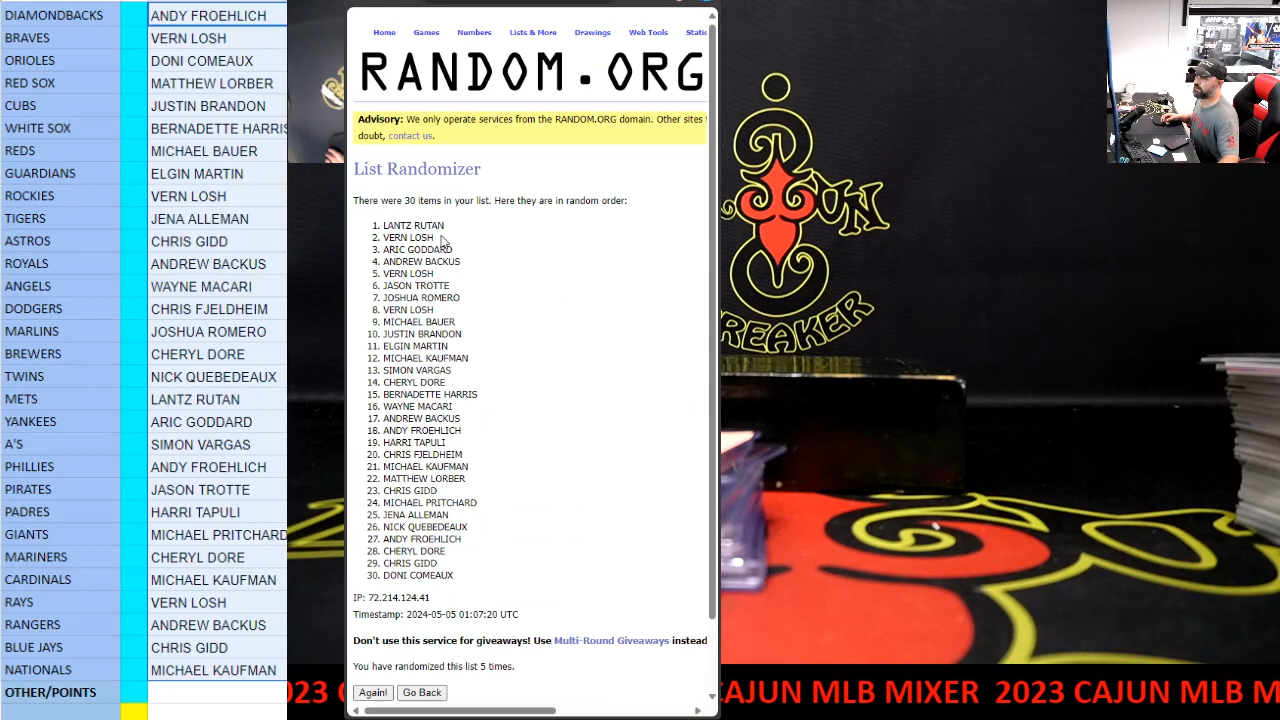 DIAMONDBACKS ANDY FROEHLICH
BRAVES VERN LOSH
ORIOLES DONI COMEAUX
RED SOX MATTHEW LORBER
CUBS JUSTIN BRANDON
WHITE SOX BERNADETTE HARRIS
MICHAEL BAUER
GUARDIANS ELGIN MARTIN
ROCKIES VERN LOSH
TIGERS JENA ALLEMAN
ASTROS CHRIS GIDD
ROYALS ANDREW BACKUS
ANGELS WAYNE MACARI
DODGERS CHRIS FJELDHEIM
MARLINS JOSHUA ROMERO
BREWERS CHERYL DORE
TWINS NICK QUEBEDEAUX
METS LANTZ RUTAN
YANKEES ARIC GODDARD
A'S SIMON VARGAS
PHILLIES ANDY FROEHLICH
PIRATES JASON TROTTE
PADRES HARRI TAPULI
GIANTS MICHAEL PRITCHARD
MARINERS CHERYL DORE
CARDINALS MICHAEL KAUFMAN
RAYS VERN LOSH
RANGERS ANDREW BACKUS
BLUE JAYS CHRIS GIDD
NATIONALS MICHAEL KAUFMAN
OTHER/POINTS
Home Games Numbers Lists & More Drawings Web Tools Statis
RANDOM.ORG
Advisory: We only operate services from the RANDOM.ORG domain. Other sites
doubt, contact us.
List Randomizer
There were 30 items in your list. Here they are in random order:
1. LANTZ RUTAN
2. VERN LOSH
3. ARIC GODDARD
4. ANDREW BACKUS
5. VERN LOSH
6. JASON TROTTE
7. JOSHUA ROMERO
8. VERN LOSH
9. MICHAEL BAUER
10. JUSTIN BRANDON
11. ELGIN MARTIN
12. MICHAEL KAUFMAN
13. SIMON VARGAS
14. CHERYL DORE
15. BERNADETTE HARRIS
16. WAYNE MACARI
17. ANDREW BACKUS
18. ANDY FROEHLICH
19. HARRI TAPULI
20. CHRIS FJELDHEIM
21. MICHAEL KAUFMAN
22. MATTHEW LORBER
23. CHRIS GIDD
24. MICHAEL PRITCHARD
25. JENA ALLEMAN
26. NICK QUEBEDEAUX
27. ANDY FROEHLICH
28. CHERYL DORE
29. CHRIS GIDD
30. DONI COMEAUX
IP: 72.214.124.41
Timestamp: 2024-05-05 01:07:20 UTC
Don't use this service for giveaways! Use Multi-Round Giveaways instead
You have randomized this list 5 times.
Again! Go Back
UN
REAKER
023 C
CAJUN MLB MIXER 2023 CAJUN MLB M